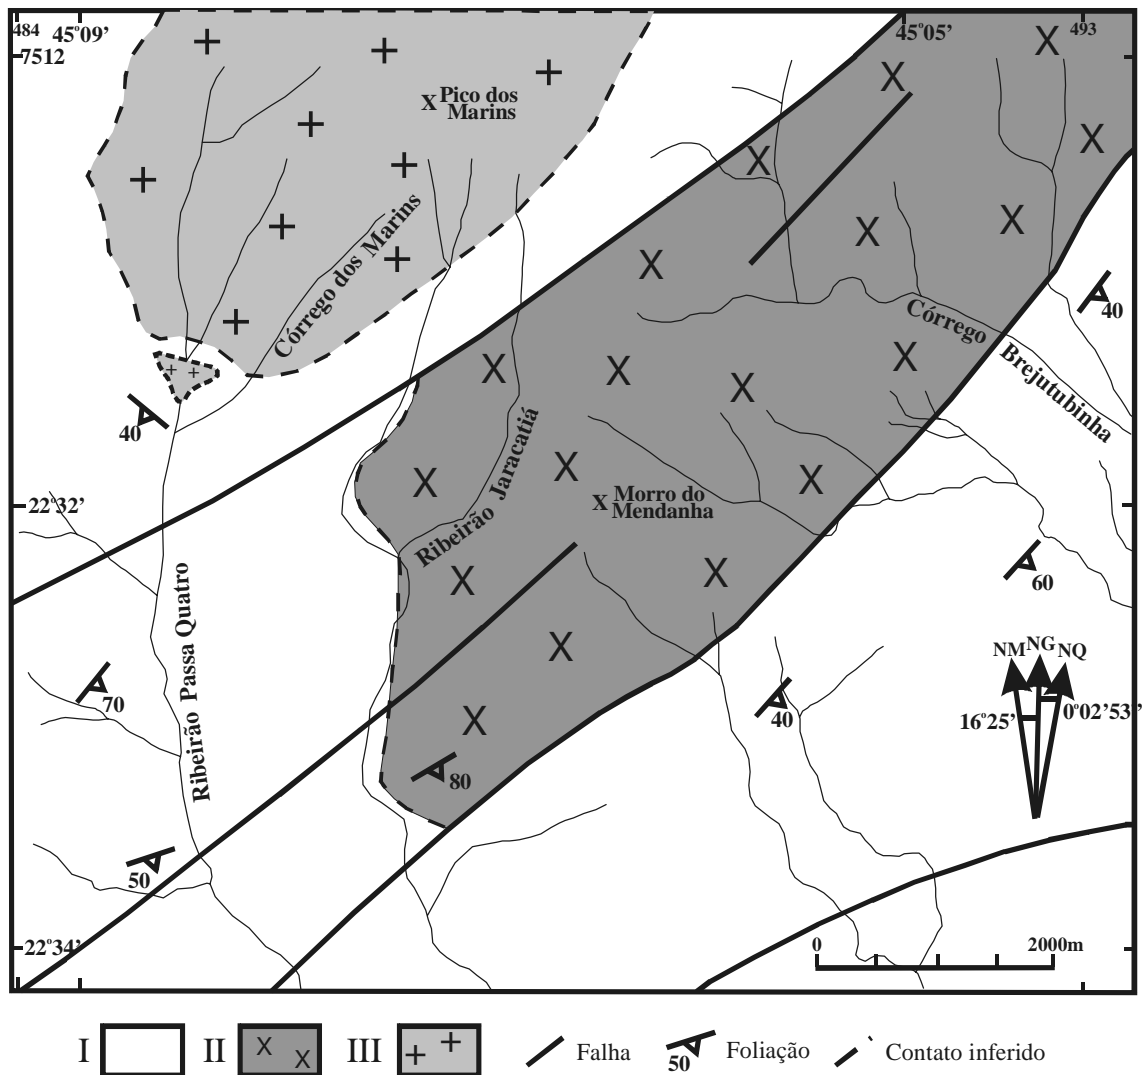 484
45°09'
45°05'
493
7512
X Pico dos
Marins
Córrego dos Marins
Córrego
Brejutubinha
40
40
Ribeirão Jaracatiá
22°32'
X Morro do
Mendanha
60
Ribeirão Passa Quatro
NM NG NQ
70
40
16°25'
0°02'53''
80
50
22°34'
0
2000m
I
II
X X
III
Falha
50
Foliação
Contato inferido